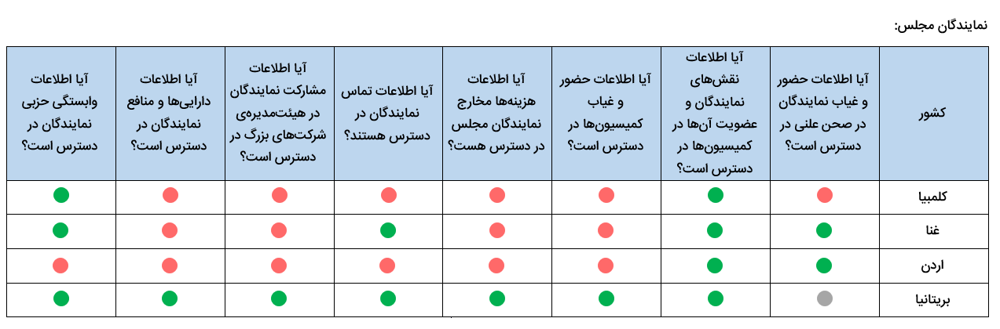 نمایندگان مجلس:
کشور
آیا اطلاعات حضور
و غیاب نمایندگان
در صحن علنی در
دسترس است؟
آیا اطلاعات
نقش‌های
نمایندگان و
عضویت آن‌ها در
کمیسیون‌ها در
دسترس است؟
آیا اطلاعات حضور
و غیاب
کمیسیون‌ها در
دسترس است؟
آیا اطلاعات
هزینه‌ها مخارج
نمایندگان مجلس
در دسترس هست؟
آیا اطلاعات تماس
نمایندگان در
دسترس هستند؟
آیا اطلاعات
مشارکت نمایندگان
در هیئت‌مدیره‌ی
شرکت‌های بزرگ در
دسترس است؟
آیا اطلاعات
دارایی‌ها و منافع
نمایندگان در
دسترس است؟
آیا اطلاعات
وابستگی حزبی
نمایندگان در
دسترس است؟
کلمبیا
غنا
اردن
بریتانیا